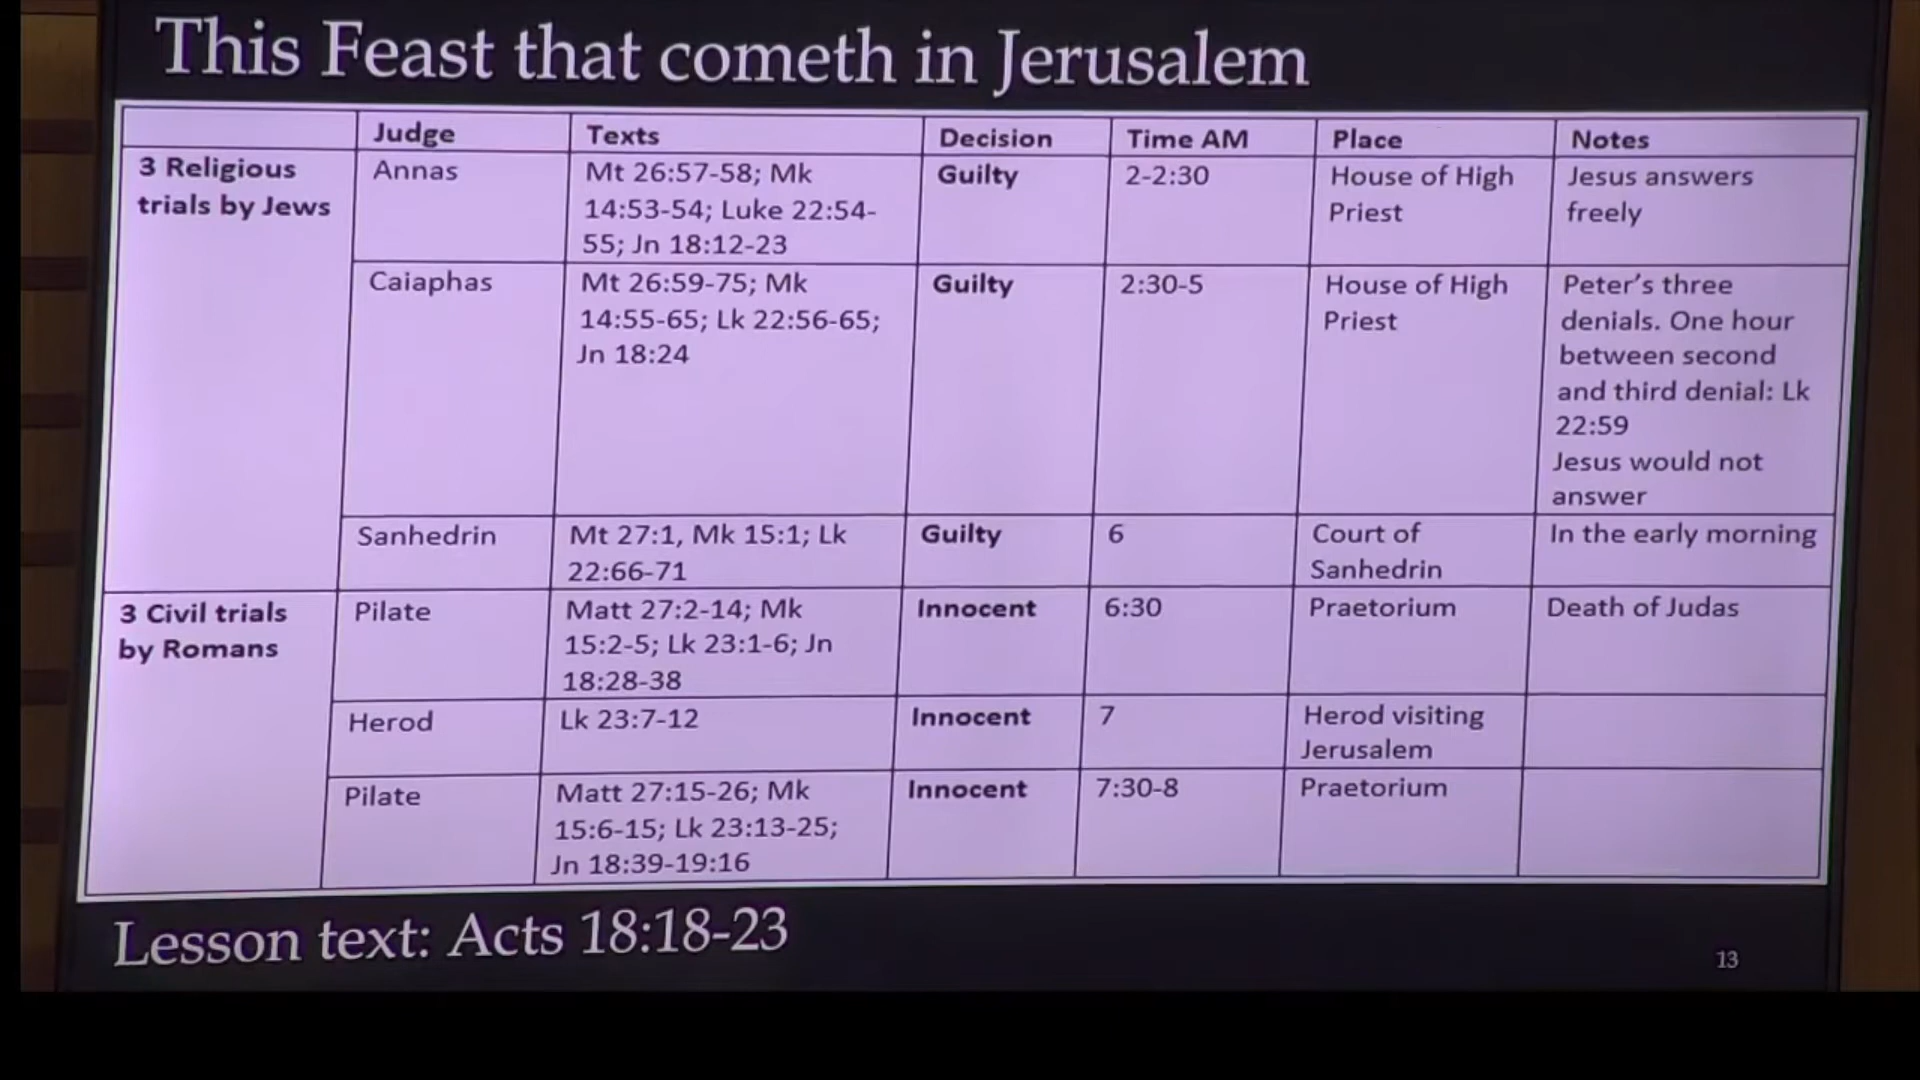 This Feast that cometh in Jerusalem
Judge Texts Decision Time AM Place Notes
3 Religious
trials by Jews
Annas
Mt 26:57-58; Mk
14:53-54; Luke 22:54-
55; Jn 18:12-23
Guilty
2-2:30
House of High
Priest
Jesus answers
freely
Caiaphas
Mt 26:59-75; Mk
14:55-65; Lk 22:56-65;
Jn 18:24
Guilty
2:30-5
House of High
Priest
Peter’s three
denials. One hour
between second
and third denial: Lk
22:59
Jesus would not
answer
Sanhedrin
Mt 27:1, Mk 15:1; Lk
22:66-71
Guilty
6
Court of
Sanhedrin
In the early morning
3 Civil trials
by Romans
Pilate
Matt 27:2-14; Mk
15:2-5; Lk 23:1-6; Jn
18:28-38
Innocent
6:30
Praetorium
Death of Judas
Herod
Lk 23:7-12
Innocent
7
Herod visiting
Jerusalem
Pilate
Matt 27:15-26; Mk
15:6-15; Lk 23:13-25;
Jn 18:39-19:16
Innocent
7:30-8
Praetorium
Lesson text: Acts 18:18-23
13